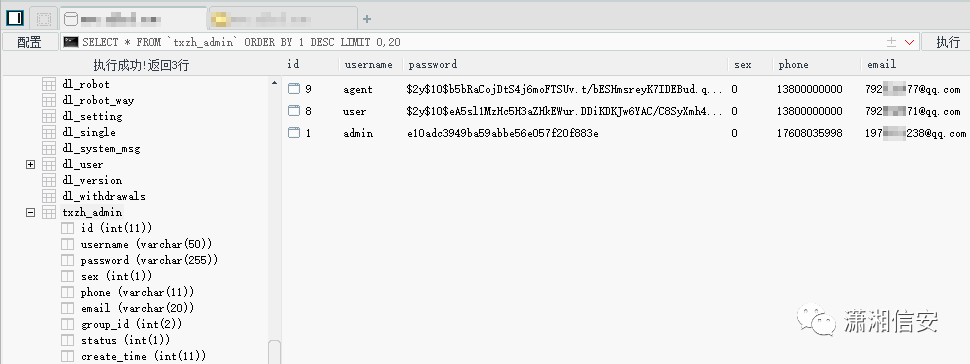 配置
SELECT * FROM `txzh_admin` ORDER BY 1 DESC LIMIT 0,20
执行
执行成功!返回3行
dl_robot
dl_robot_way
dl_setting
dl_single
dl_system_msg
dl_user
dl_version
dl_withdrawals
txzh_admin
id (int(11))
username (varchar(50))
password (varchar(255))
sex (int(1))
phone (varchar(11))
email (varchar(20))
group_id (int(2))
status (int(1))
create_time (int(11))
id username password sex phone email
9 agent $2y$10$b5bRaCojDtS4j6moFTSUv.t/bESHmsreyK7IDEBud.q... 0 13800000000 792 77@qq.com
8 user $2y$10$eA5sl1MzHc5H3aZHkEWur.DDiKDKJw6YAC/C8SyXmh4... 0 13800000000 792 71@qq.com
1 admin e10adc3949ba59abbe56e057f20f883e 0 17608035998 197 238@qq.com
潇湘信安